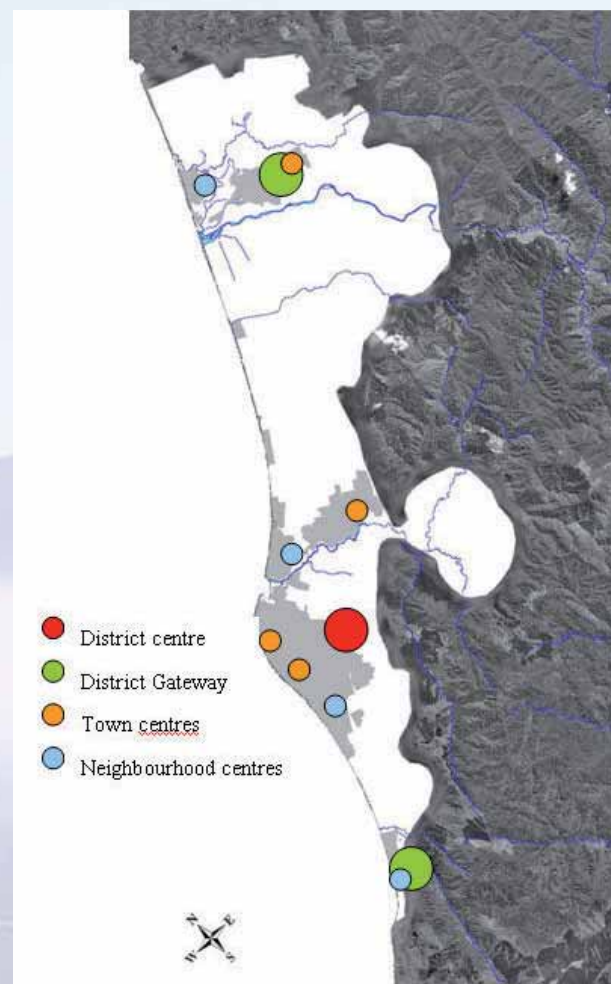 District centre
District Gateway
Town centres
Neighbourhood centres
N E
W S